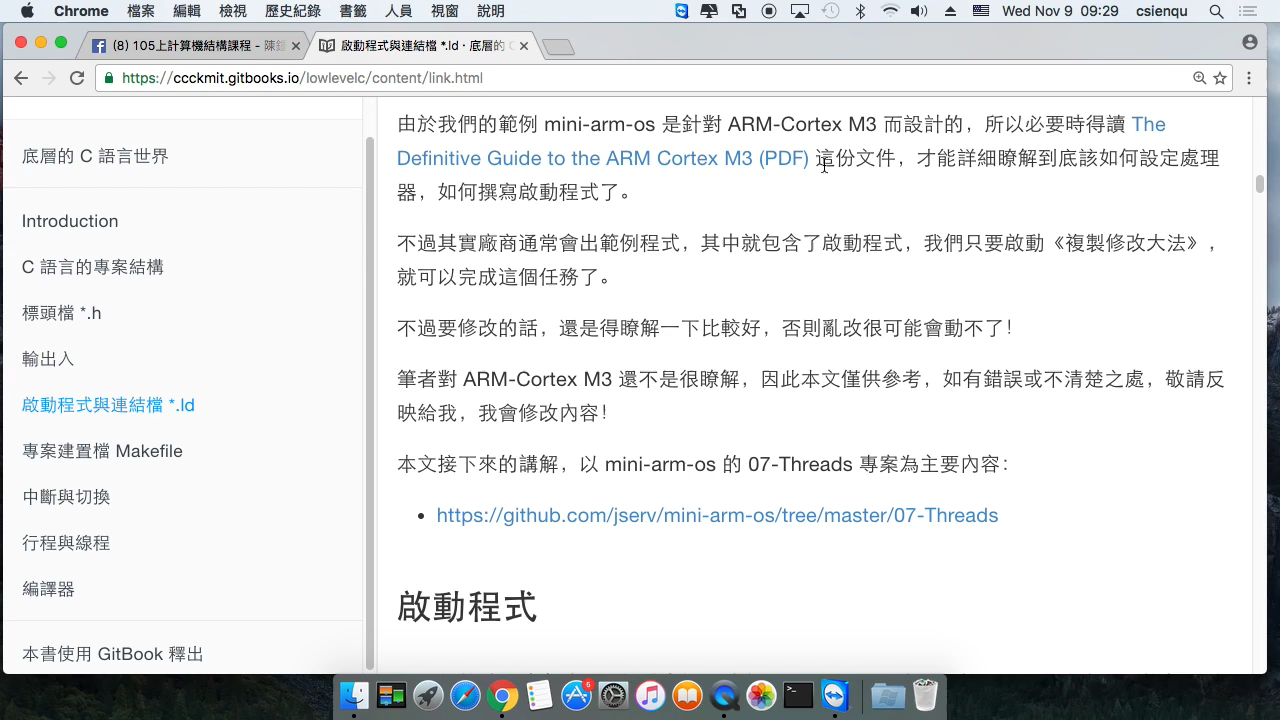 Chrome 檔案 編輯 檢視 歷史紀錄 書籤 人員 視窗 說明 Wed Nov 9 09:29 csienqu
(8) 105上計算機結構課程 - 陳鍾
啟動程式與連結檔 *.ld · 底層的 C
https://ccckmit.gitbooks.io/lowlevelc/content/link.html
底層的 C 語言世界
Introduction
C 語言的專案結構
標頭檔 *.h
輸出入
啟動程式與連結檔 *.ld
專案建置檔 Makefile
中斷與切換
行程與線程
編譯器
本書使用 GitBook 釋出
由於我們的範例 mini-arm-os 是針對 ARM-Cortex M3 而設計的，所以必要時得讀 The
Definitive Guide to the ARM Cortex M3 (PDF) 這份文件，才能詳細瞭解到底該如何設定處理
器，如何撰寫啟動程式了。
不過其實廠商通常會出範例程式，其中就包含了啟動程式，我們只要啟動《複製修改大法》，
就可以完成這個任務了。
不過要修改的話，還是得瞭解一下比較好，否則亂改很可能會動不了！
筆者對 ARM-Cortex M3 還不是很瞭解，因此本文僅供參考，如有錯誤或不清楚之處，敬請反
映給我，我會修改內容！
本文接下來的講解，以 mini-arm-os 的 07-Threads 專案為主要內容：
• https://github.com/jserv/mini-arm-os/tree/master/07-Threads
啟動程式
6